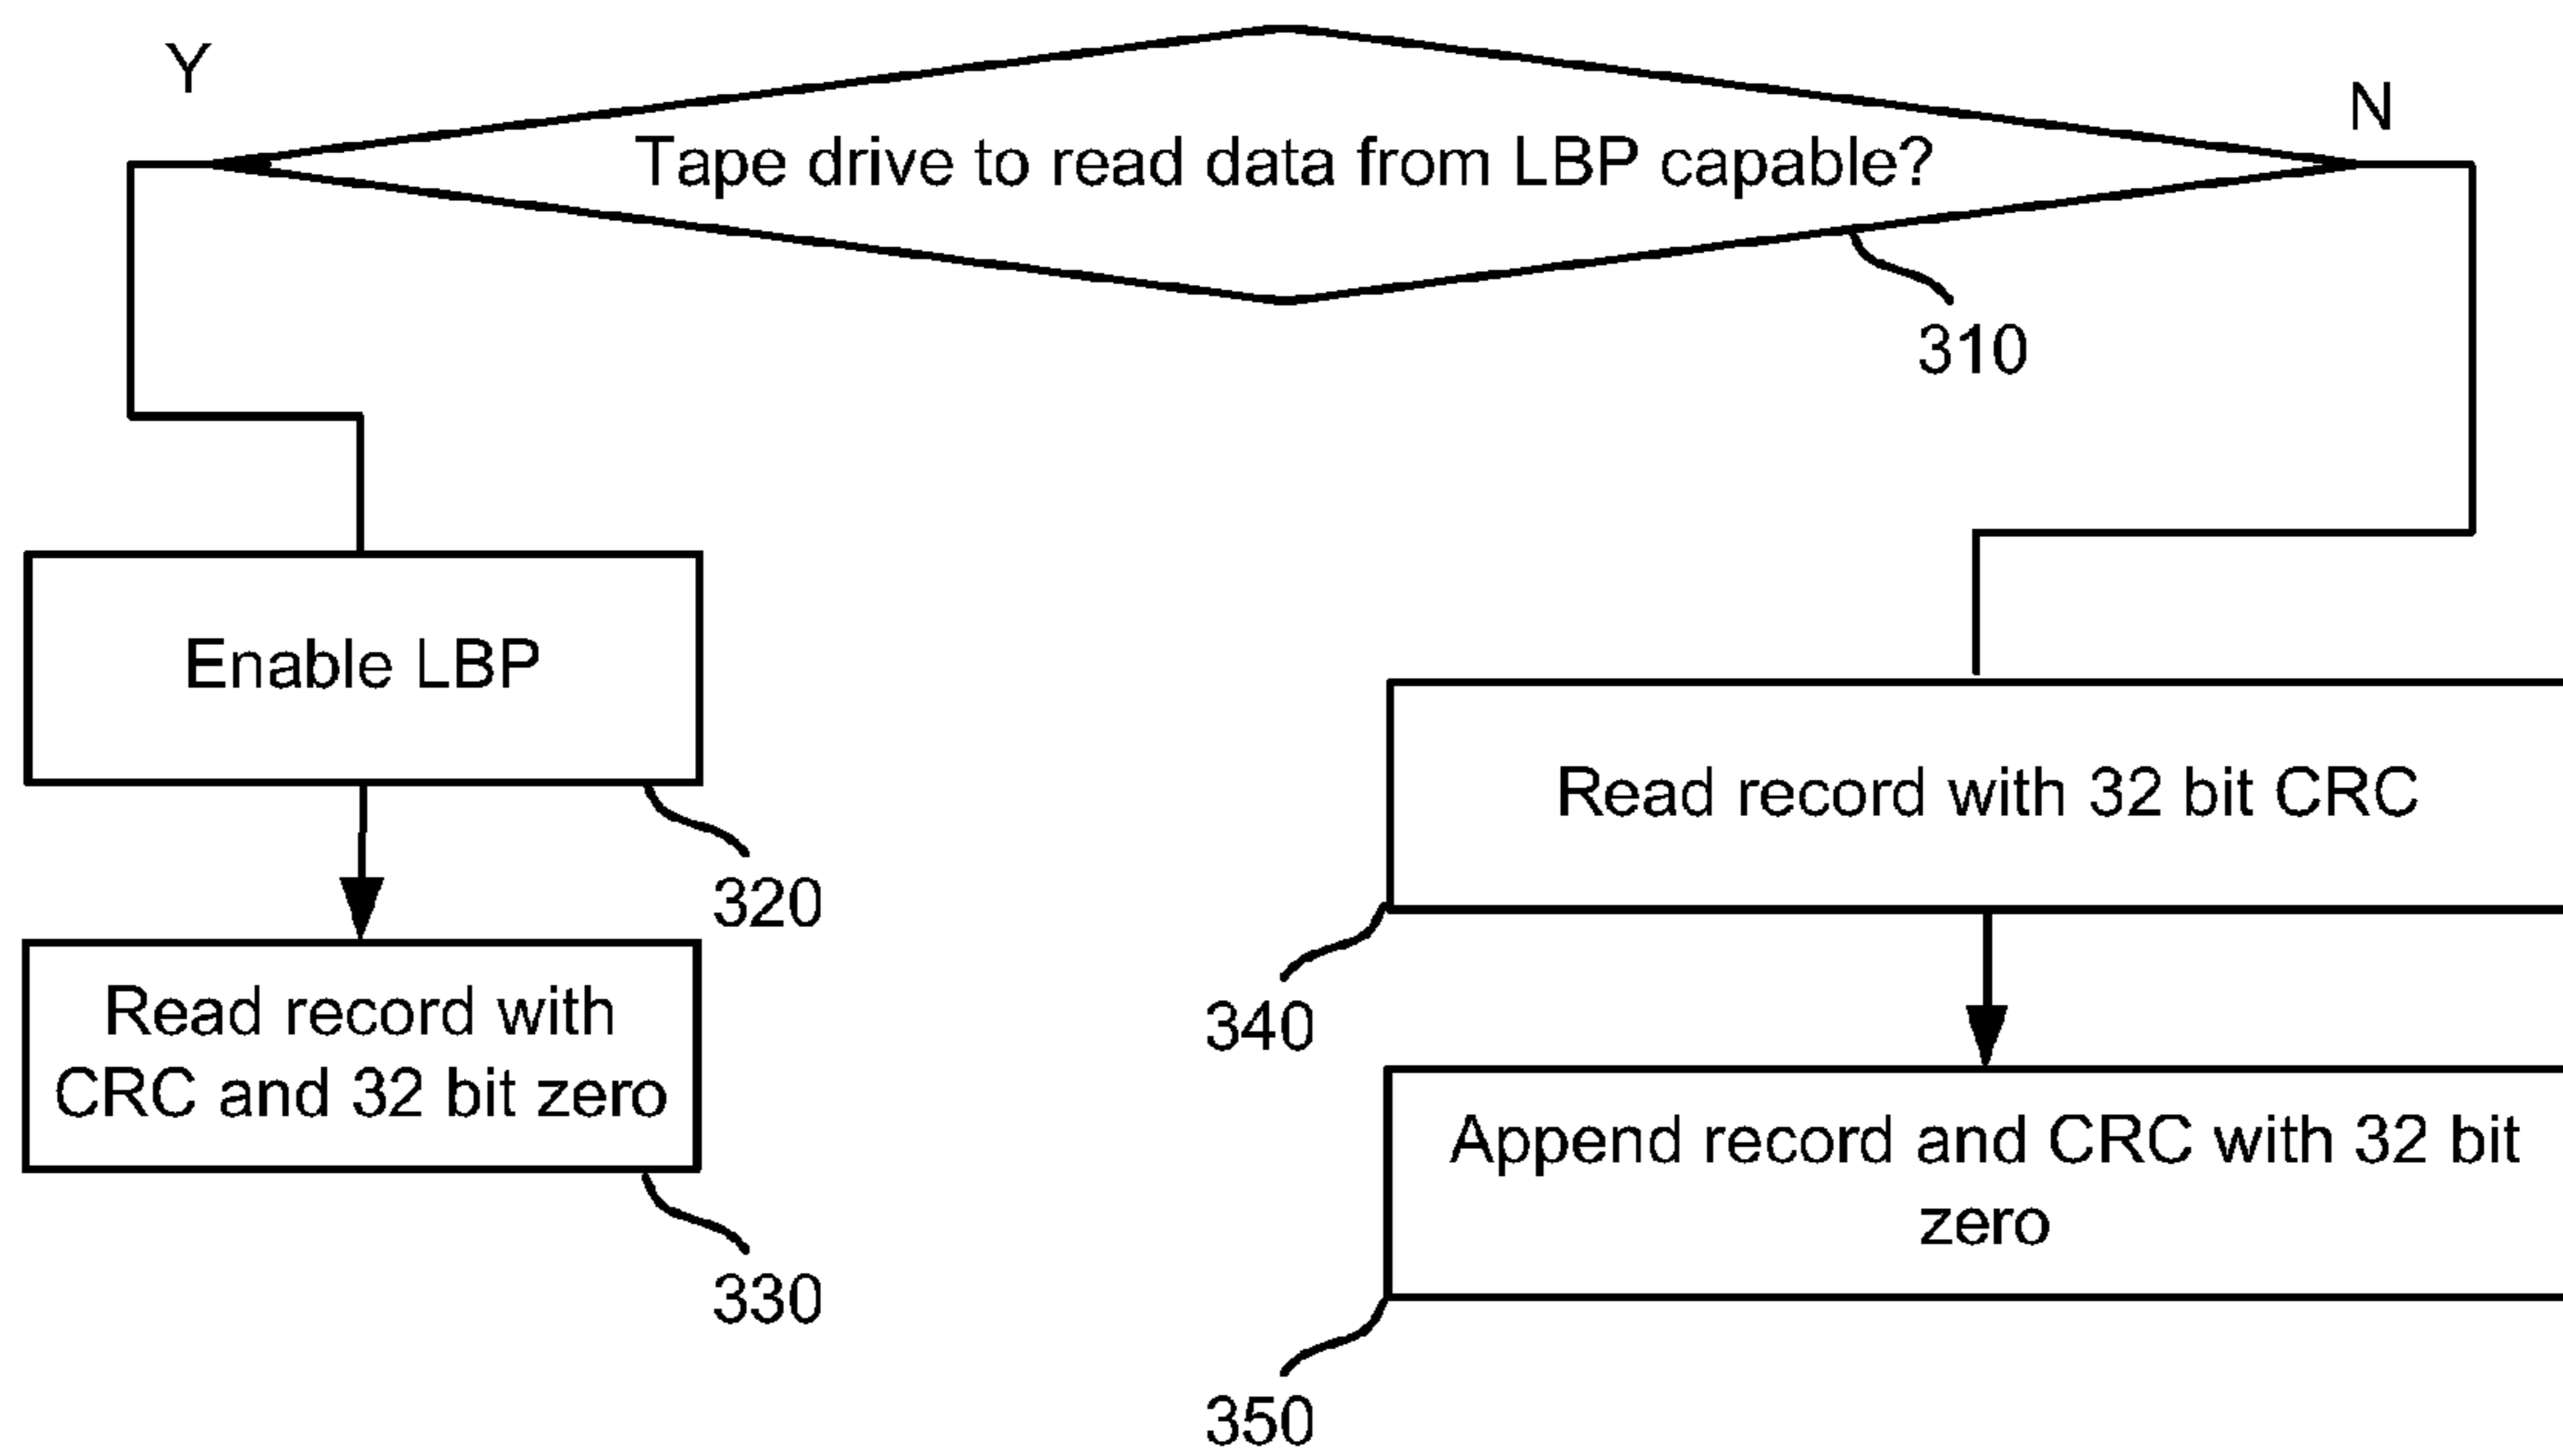 Y
N
Tape drive to read data from LBP capable?
310
Enable LBP
320
Read record with 32 bit CRC
340
Read record with
CRC and 32 bit zero
330
Append record and CRC with 32 bit
zero
350